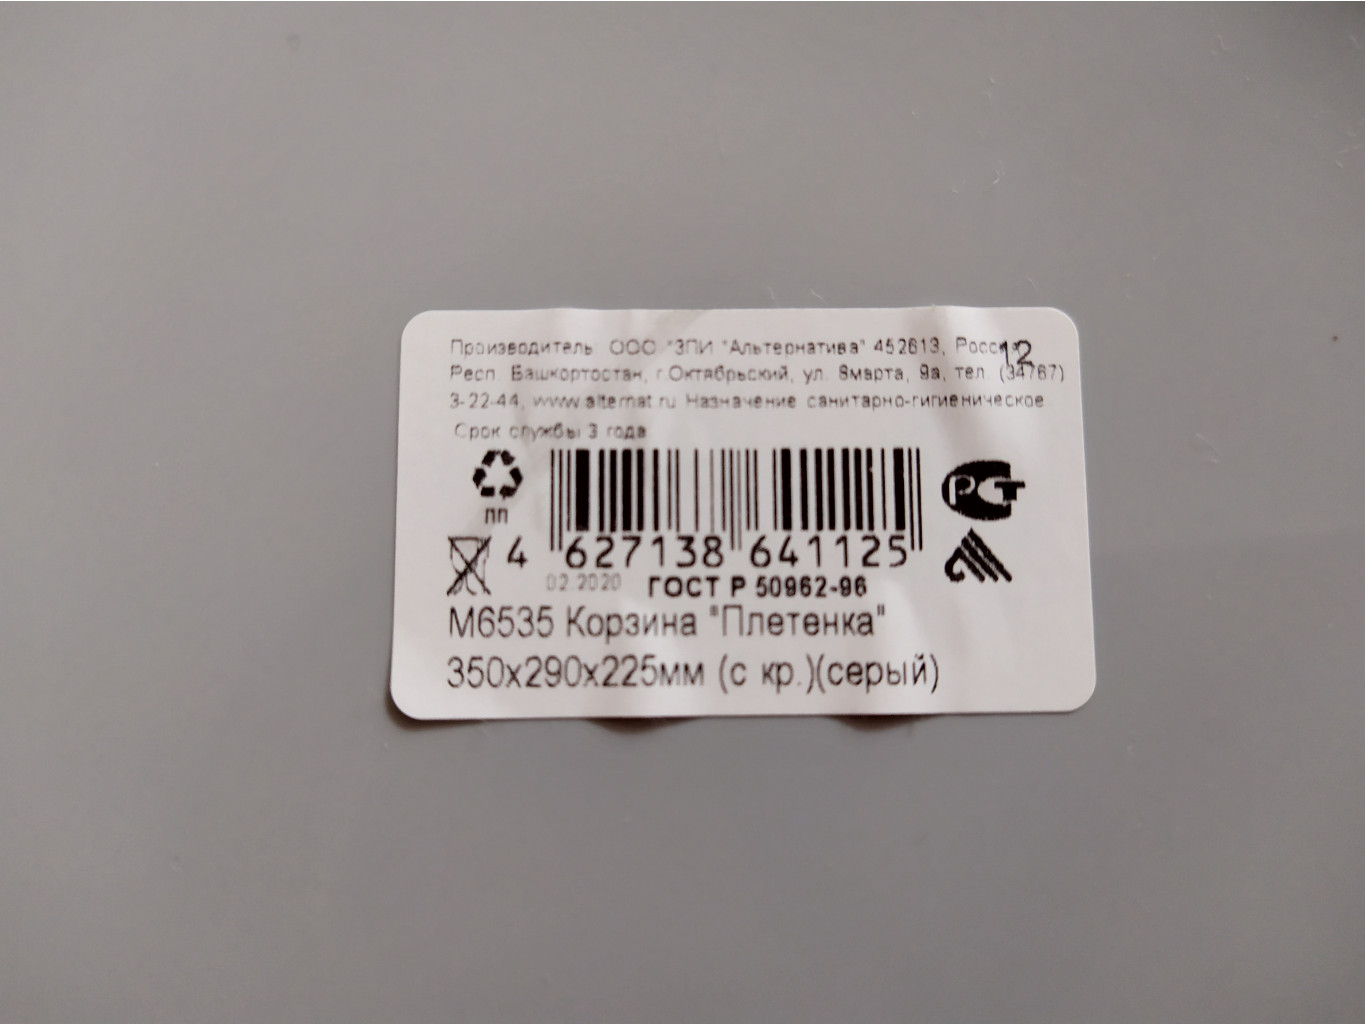 Производитель: ООО "ЗПИ "Альтернатива" 452613, Россия,
12
Респ. Башкортостан, г.Октябрьский, ул. 8марта, 9а, тел. (34767)
3-22-44, www.alternat.ru Назначение санитарно-гигиеническое
Срок службы 3 года
РСТ
ПП
4 627138 641125
02.2020 ГОСТ Р 50962-96
М6535 Корзина "Плетенка"
350х290х225мм (с кр.)(серый)